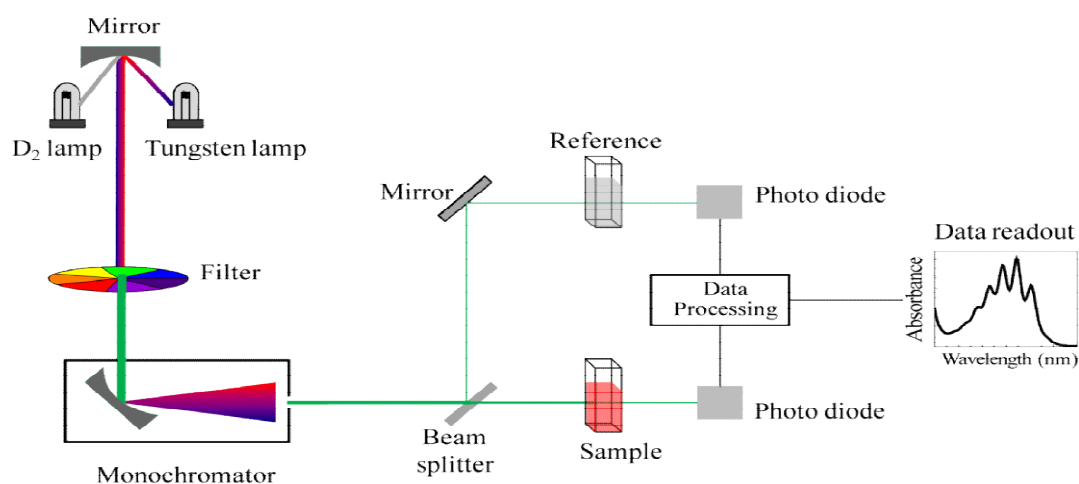 Mirror
D₂ lamp
Tungsten lamp
Filter
Monochromator
Beam
splitter
Mirror
Reference
Sample
Photo diode
Data
Processing
Photo diode
Data readout
Absorbance
Wavelength (nm)